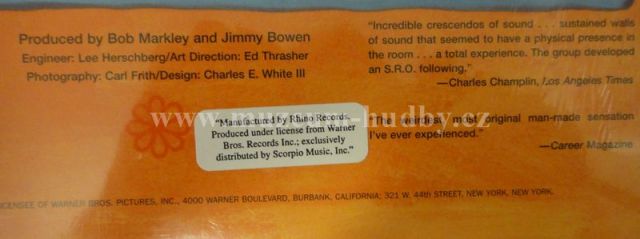 Produced by Bob Markley and Jimmy Bowen
Engineer: Lee Herschberg/Art Direction: Ed Thrasher
Photography: Carl Frith/Design: Charles E. White III
"Incredible crescendos of sound . . . sustained walls
of sound that seemed to have a physical presence in
the room . . . a total experience. The group developed
an S.R.O. following."
—Charles Champlin, Los Angeles Times
"Manufactured by Rhino Records.
Produced under license from Warner
Bros. Records Inc.; exclusively
distributed by Scorpio Music, Inc."
"The weirdest most original man-made sensation
I've ever experienced."
—Career Magazine
LICENSEE OF WARNER BROS. PICTURES, INC., 4000 WARNER BOULEVARD, BURBANK, CALIFORNIA; 321 W. 44th STREET, NEW YORK, NEW YORK.